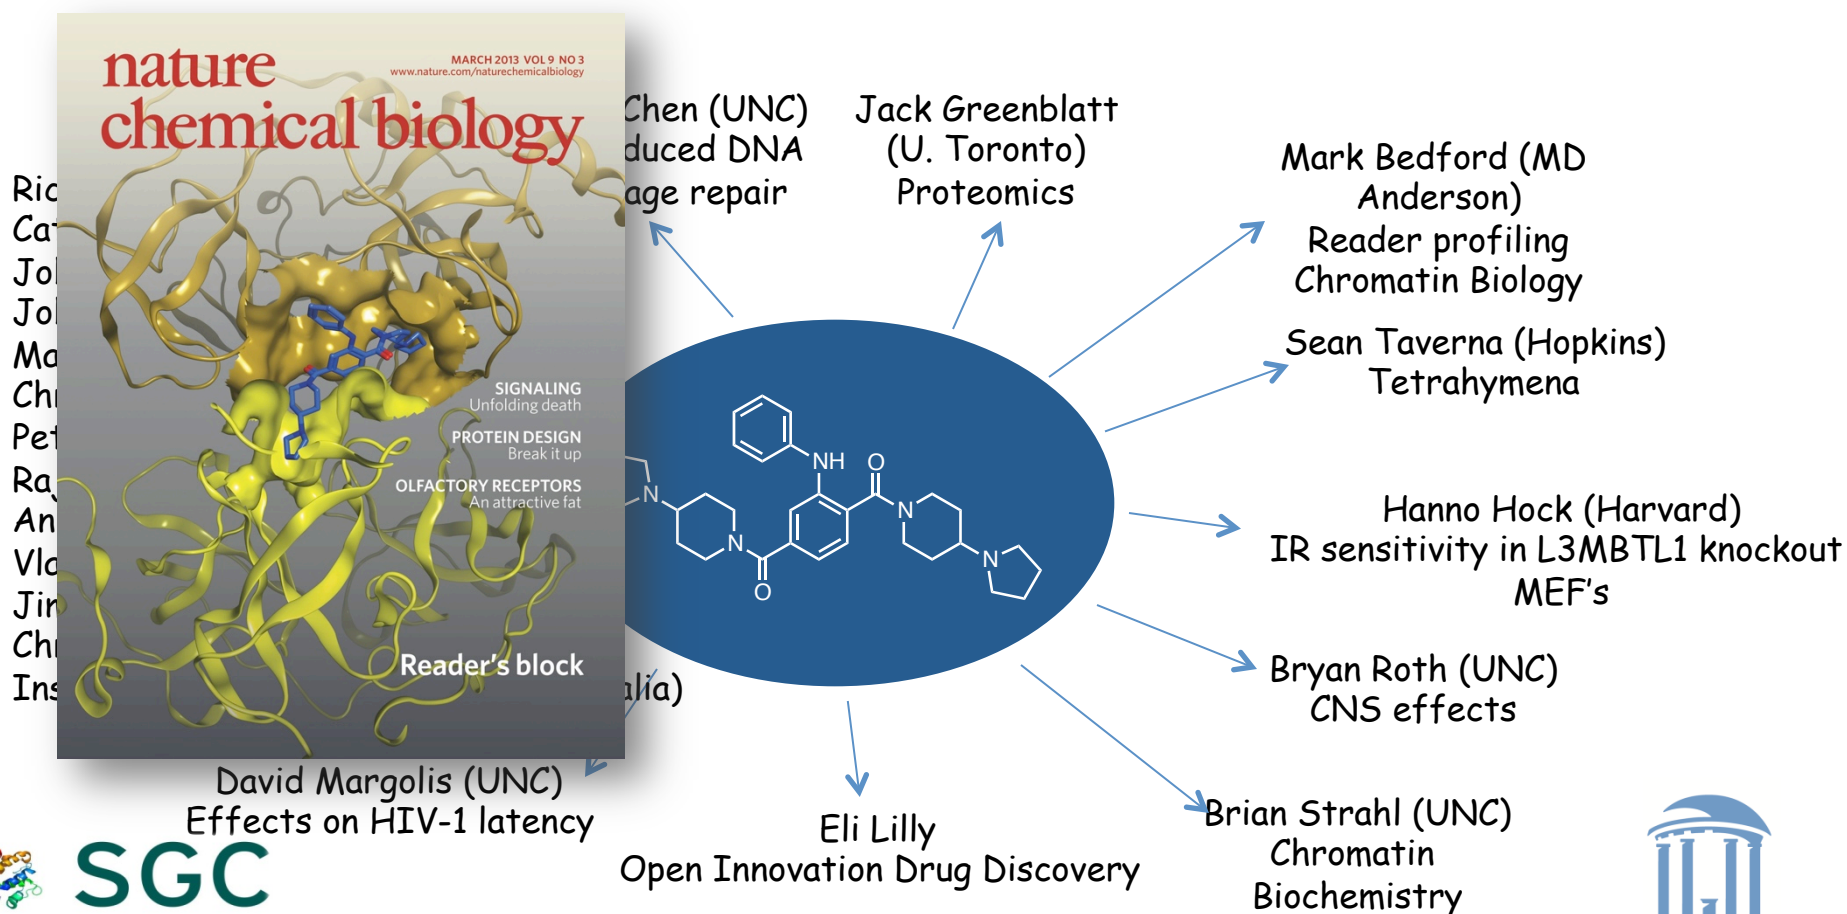 nature
chemical biology
MARCH 2013 VOL 9 NO 3
www.nature.com/naturechemicalbiology
SIGNALING
Unfolding death
PROTEIN DESIGN
Break it up
OLFACTORY RECEPTORS
An attractive fat
Reader's block
Chen (UNC)
DNA
repair
Jack Greenblatt
(U. Toronto)
Proteomics
Mark Bedford (MD
Anderson)
Reader profiling
Chromatin Biology
Sean Taverna (Hopkins)
Tetrahymena
Hanno Hock (Harvard)
IR sensitivity in L3MBTL1 knockout
MEF's
Bryan Roth (UNC)
CNS effects
Brian Strahl (UNC)
Chromatin
Biochemistry
Eli Lilly
Open Innovation Drug Discovery
David Margolis (UNC)
Effects on HIV-1 latency
NH
O
N
N
N
N
O
SGC